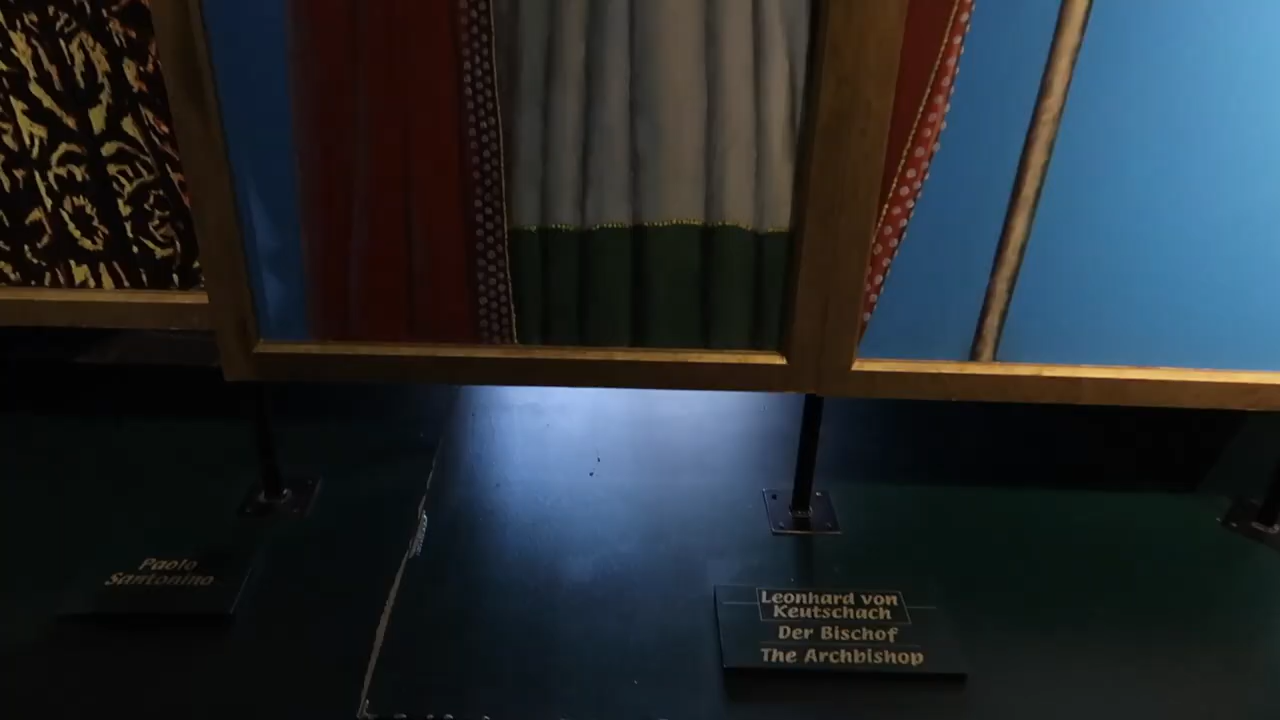 Paolo
Santonino
Leonhard von
Keutschach
Der Bischof
The Archbishop